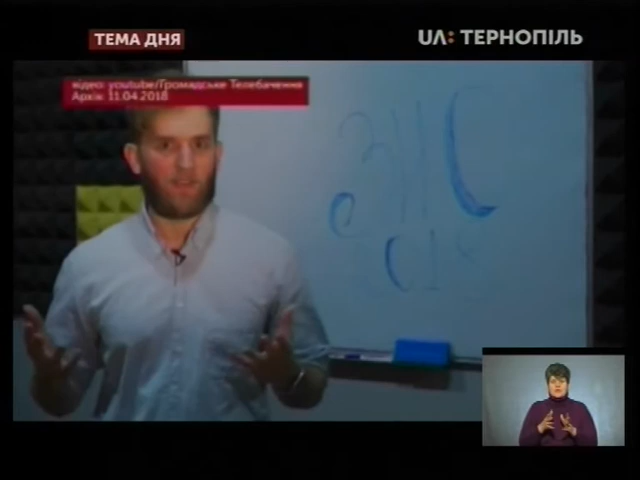 ТЕМА ДНЯ
UA: ТЕРНОПІЛЬ
відео: youtube/Громадське Телебачення
Архів: 11.04.2018